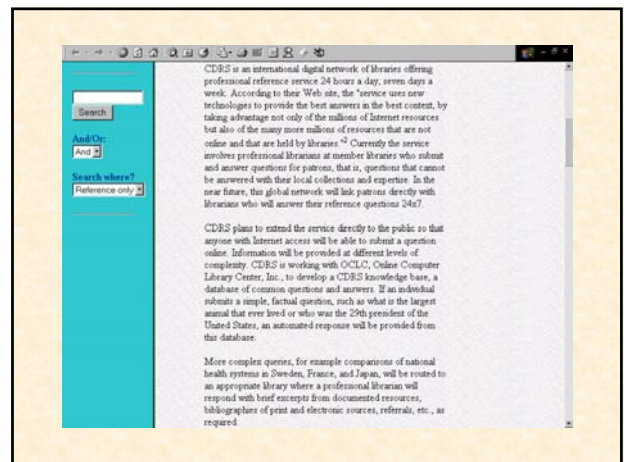 Search
And/Or:
And
Search where?
Reference only
CDRS is an international digital network of libraries offering
professional reference service 24 hours a day, seven days a
week. According to their Web site, the "service uses new
technologies to provide the best answers in the best context, by
taking advantage not only of the millions of Internet resources
but also of the many more millions of resources that are not
online and that are held by libraries."2 Currently the service
involves professional librarians at member libraries who submit
and answer questions for patrons, that is, questions that cannot
be answered with their local collections and expertise. In the
near future, this global network will link patrons directly with
librarians who will answer their reference questions 24x7.
CDRS plans to extend the service directly to the public so that
anyone with Internet access will be able to submit a question
online. Information will be provided at different levels of
complexity. CDRS is working with OCLC, Online Computer
Library Center, Inc., to develop a CDRS knowledge base, a
database of common questions and answers. If an individual
submits a simple, factual question, such as what is the largest
animal that ever lived or who was the 29th president of the
United States, an automated response will be provided from
this database.
More complex queries, for example comparisons of national
health systems in Sweden, France, and Japan, will be routed to
an appropriate library where a professional librarian will
respond with brief excerpts from documented resources,
bibliographies of print and electronic sources, referrals, etc., as
required.